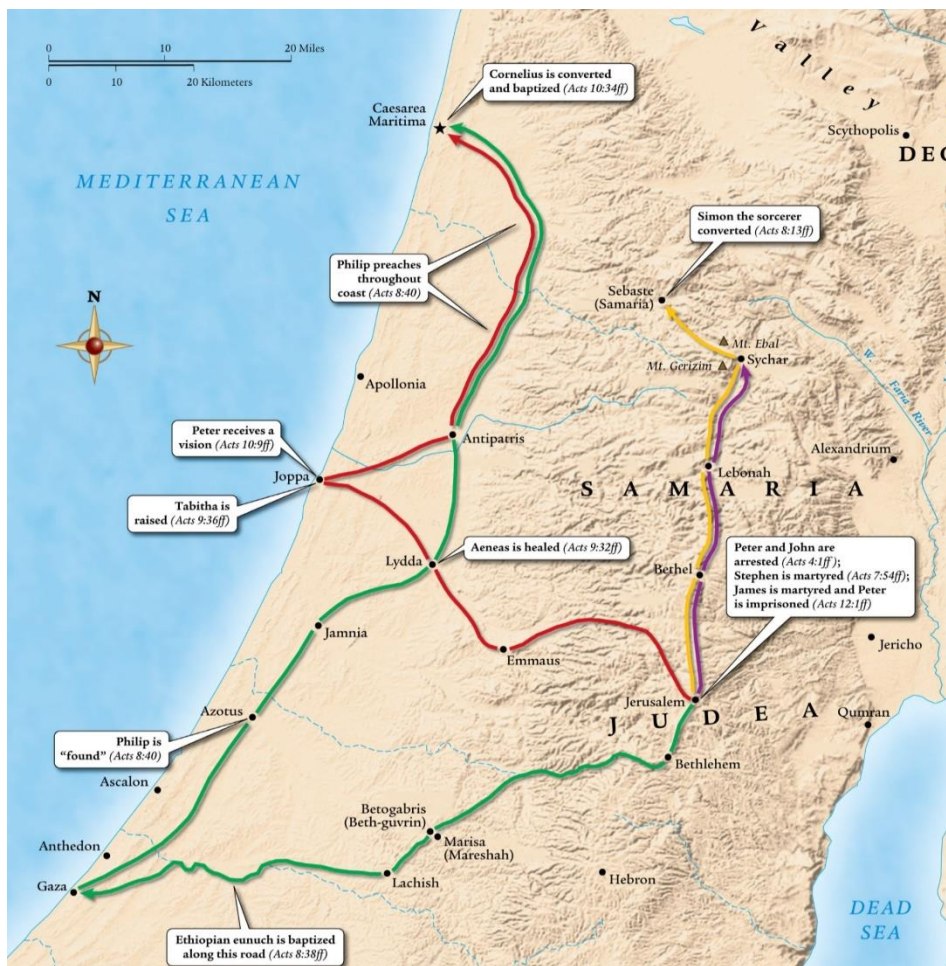 0 10 20 Miles
0 10 20 Kilometers
Cornelius is converted
and baptized (Acts 10:34ff)
Caesarea
Maritima
Valley
Scythopolis
DEC
MEDITERRANEAN
SEA
Simon the sorcerer
converted (Acts 8:13ff)
Philip preaches
throughout
coast (Acts 8:40)
Sebaste
(Samaria)
N
Mt. Ebal
Mt. Gerizim
Sychar
W. Faria River
Apollonia
Peter receives a
vision (Acts 10:9ff)
Antipatris
Alexandrium
Joppa
Lebonah
SAMARIA
Tabitha is
raised (Acts 9:36ff)
Lydda
Aeneas is healed (Acts 9:32ff)
Bethel
Peter and John are
arrested (Acts 4:1ff);
Stephen is martyred (Acts 7:54ff);
James is martyred and Peter
is imprisoned (Acts 12:1ff)
Jamnia
Jericho
Emmaus
Jerusalem
JUDEA
Qumran
Azotus
Philip is
“found” (Acts 8:40)
Bethlehem
Ascalon
Betogabris
(Beth-guvrin)
Marisa
(Mareshah)
Anthedon
Gaza
Lachish
Hebron
DEAD
SEA
Ethiopian eunuch is baptized
along this road (Acts 8:38ff)